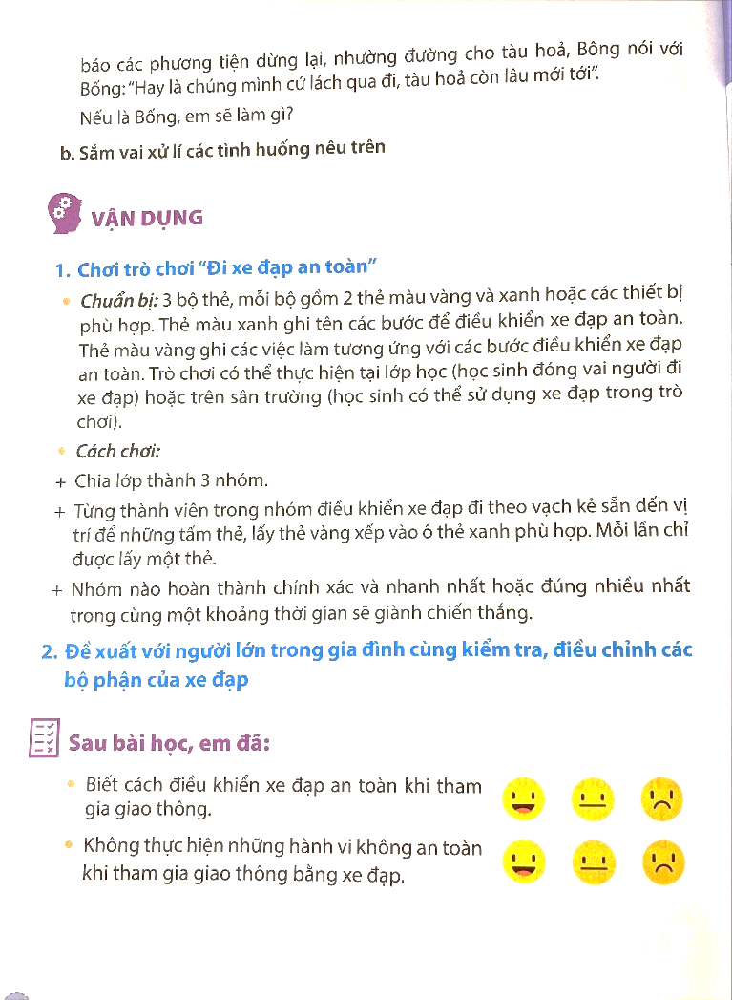 báo các phương tiện dừng lại, nhường đường cho tàu hoả, Bông nói với
Bống: “Hay là chúng mình cứ lách qua đi, tàu hoả còn lâu mới tới”.
Nếu là Bống, em sẽ làm gì?
b. Sắm vai xử lí các tình huống nêu trên
VẬN DỤNG
1. Chơi trò chơi “Đi xe đạp an toàn”
• Chuẩn bị: 3 bộ thẻ, mỗi bộ gồm 2 thẻ màu vàng và xanh hoặc các thiết bị
phù hợp. Thẻ màu xanh ghi tên các bước để điều khiển xe đạp an toàn.
Thẻ màu vàng ghi các việc làm tương ứng với các bước điều khiển xe đạp
an toàn. Trò chơi có thể thực hiện tại lớp học (học sinh đóng vai người đi
xe đạp) hoặc trên sân trường (học sinh có thể sử dụng xe đạp trong trò
chơi).
• Cách chơi:
+ Chia lớp thành 3 nhóm.
+ Từng thành viên trong nhóm điều khiển xe đạp đi theo vạch kẻ sẵn đến vị
trí để những tấm thẻ, lấy thẻ vàng xếp vào ô thẻ xanh phù hợp. Mỗi lần chỉ
được lấy một thẻ.
+ Nhóm nào hoàn thành chính xác và nhanh nhất hoặc đúng nhiều nhất
trong cùng một khoảng thời gian sẽ giành chiến thắng.
2. Đề xuất với người lớn trong gia đình cùng kiểm tra, điều chỉnh các
bộ phận của xe đạp
Sau bài học, em đã:
• Biết cách điều khiển xe đạp an toàn khi tham
gia giao thông.
• Không thực hiện những hành vi không an toàn
khi tham gia giao thông bằng xe đạp.